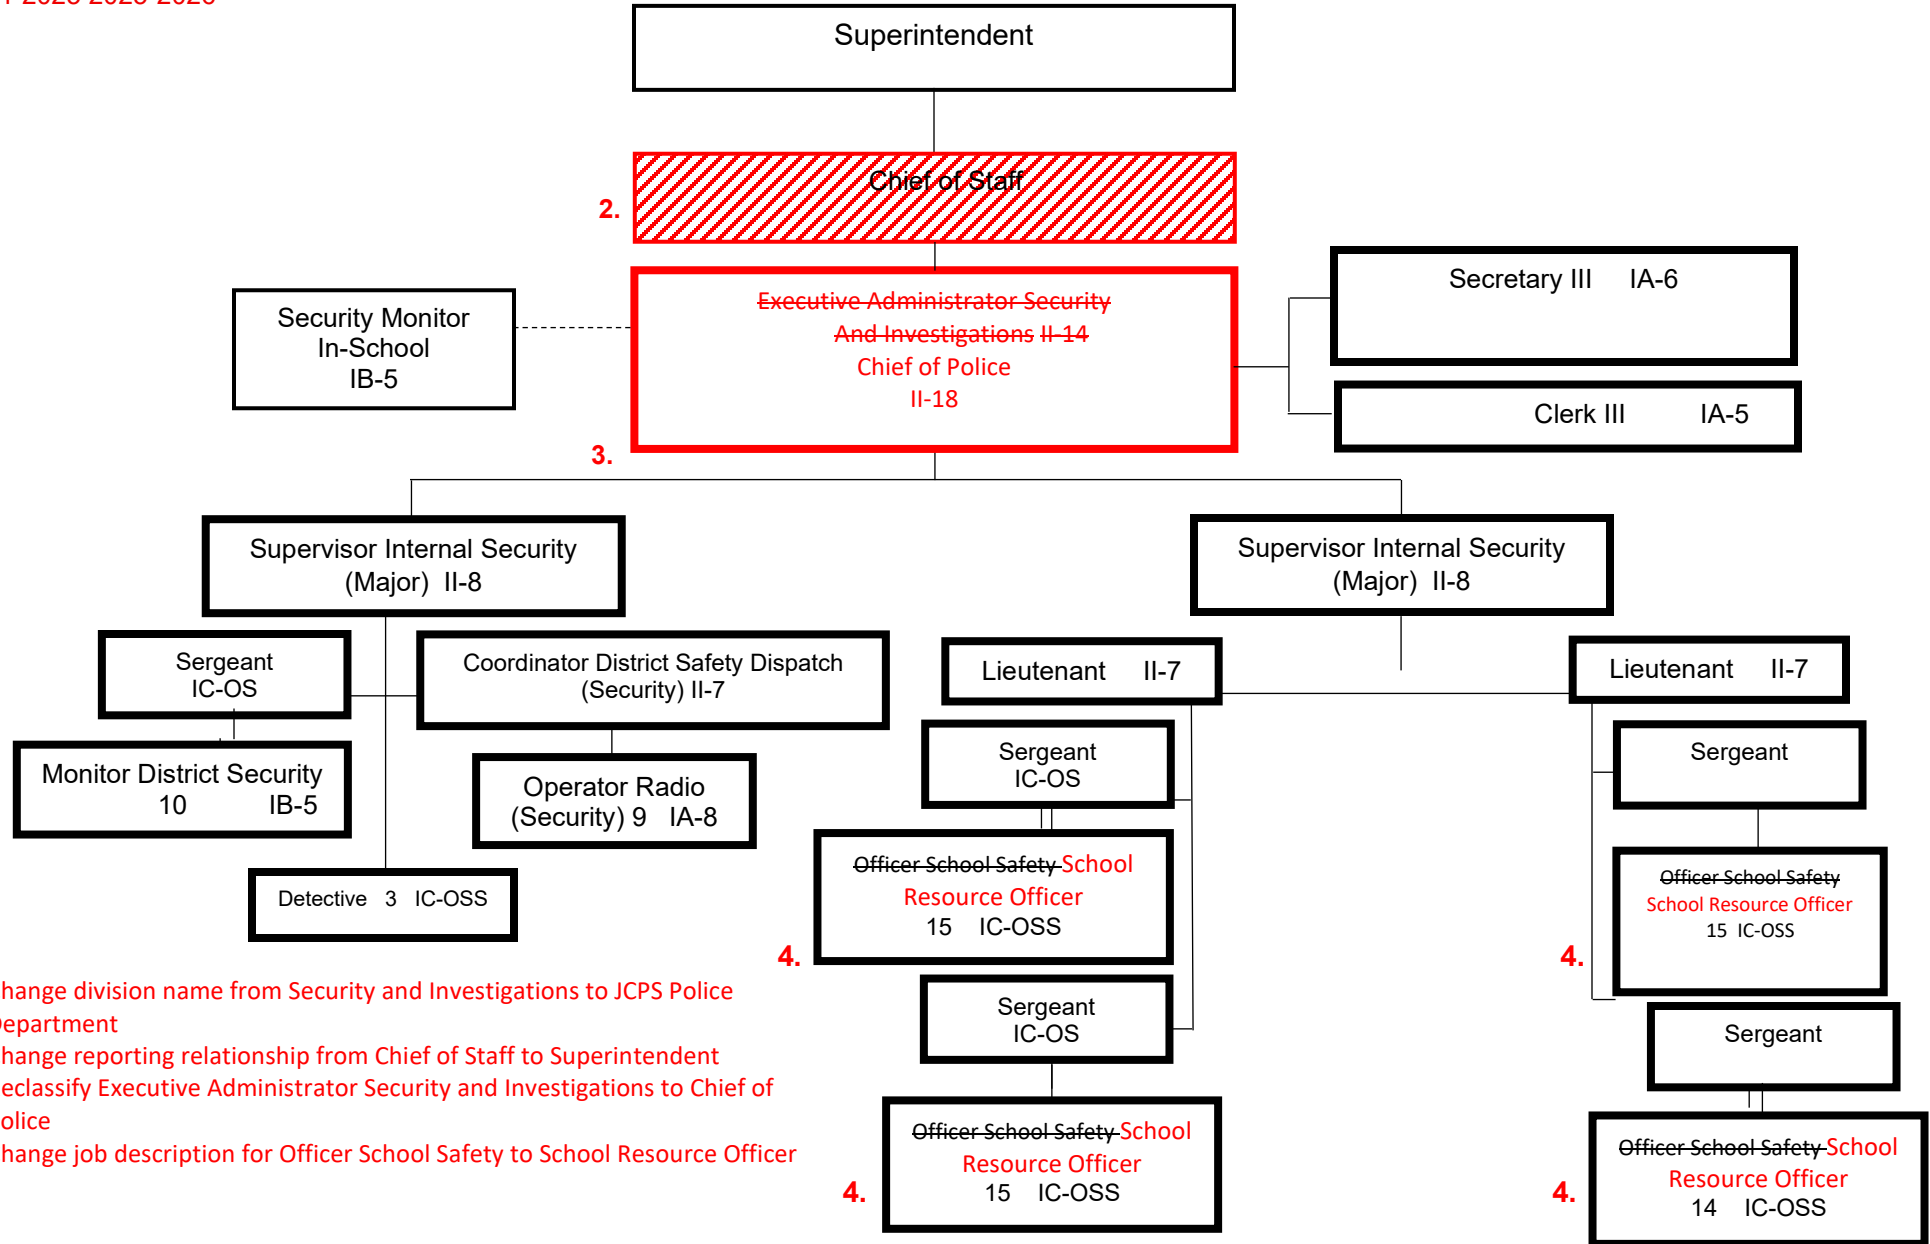 2025-2026
Superintendent
Chief of Staff
2.
Executive Administrator Security
And Investigations II-14
Chief of Police
II-18
Secretary III IA-6
Security Monitor
In-School
IB-5
Clerk III IA-5
3.
Supervisor Internal Security
(Major) II-8
Supervisor Internal Security
(Major) II-8
Sergeant
IC-OS
Coordinator District Safety Dispatch
(Security) II-7
Lieutenant II-7
Lieutenant II-7
Monitor District Security
10 IB-5
Operator Radio
(Security) 9 IA-8
Sergeant
IC-OS
Sergeant
Detective 3 IC-OSS
Officer School Safety School
Resource Officer
15 IC-OSS
4.
Officer School Safety
School Resource Officer
15 IC-OSS
4.
Sergeant
IC-OS
Sergeant
Officer School Safety School
Resource Officer
15 IC-OSS
4.
Officer School Safety School
Resource Officer
14 IC-OSS
4.
hange division name from Security and Investigations to JCPS Police
Department
hange reporting relationship from Chief of Staff to Superintendent
eclassify Executive Administrator Security and Investigations to Chief of
olice
hange job description for Officer School Safety to School Resource Officer